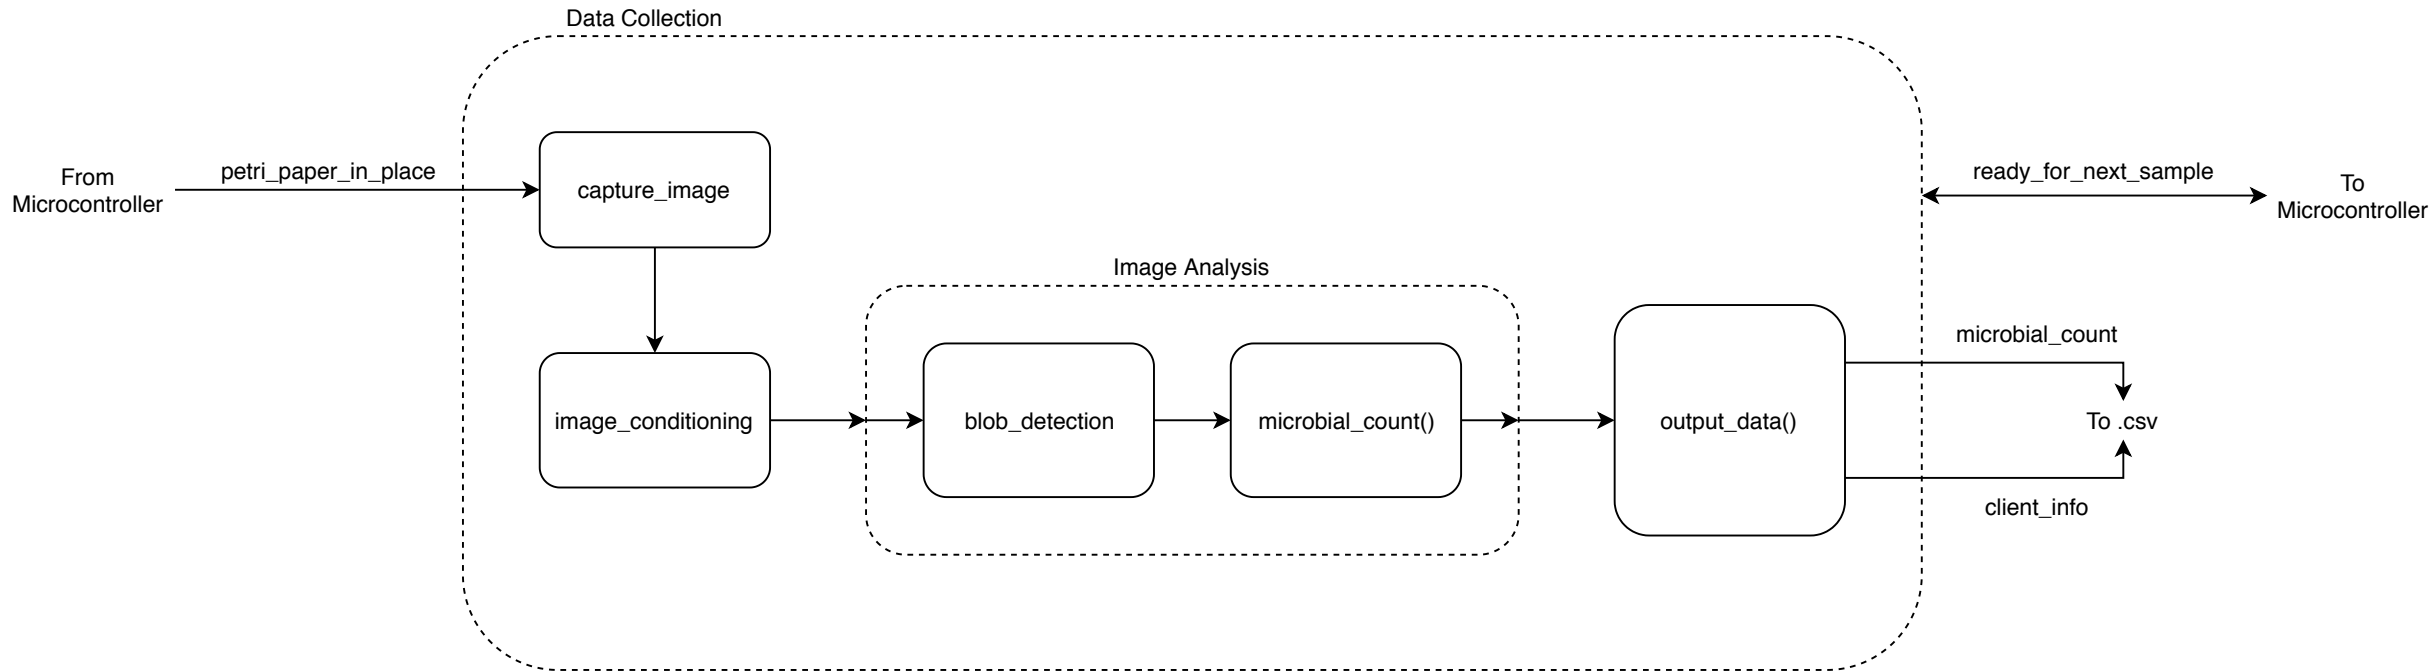 Data Collection
From
Microcontroller
petri_paper_in_place
capture_image
ready_for_next_sample
To
Microcontroller
Image Analysis
image_conditioning
blob_detection
microbial_count()
output_data()
microbial_count
To .csv
client_info